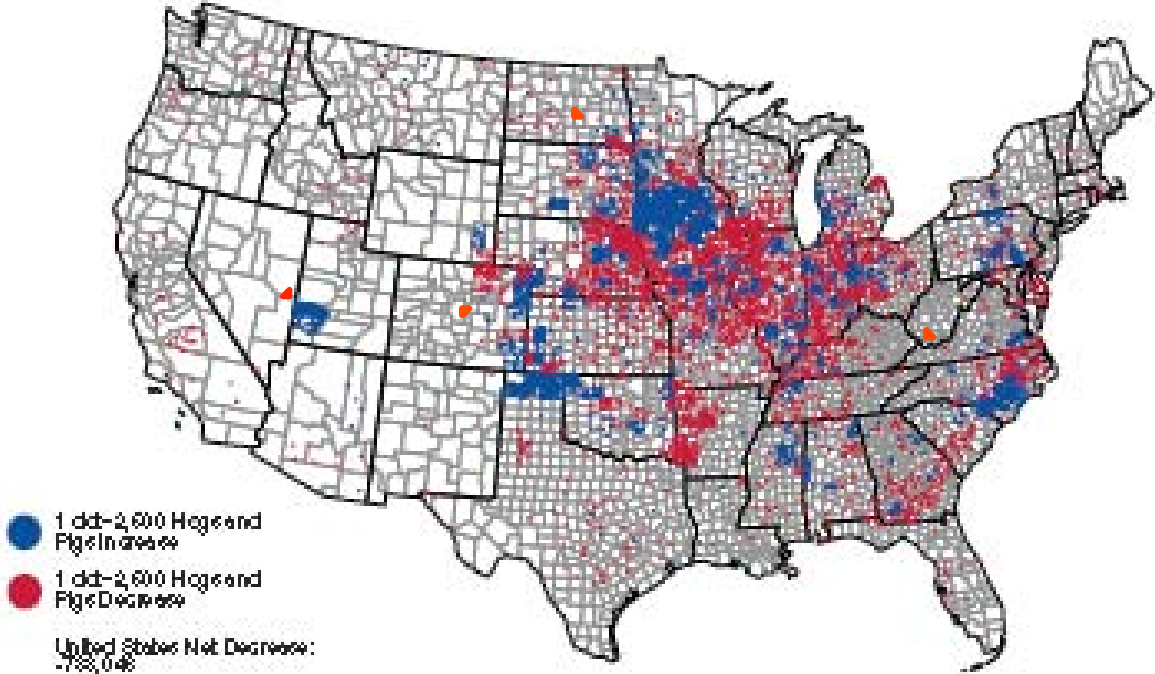 1 dot=2,500 Hogs and
Pigs Increase
1 dot=2,500 Hogs and
Pigs Decrease
United States Net Decrease: